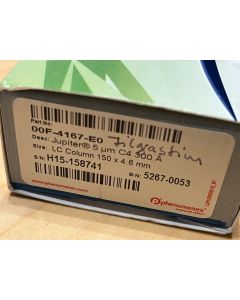 Part No:
00F-4167-E0 Filgrastim
Desc: Jupiter® 5 µm C4 300 Å
Size: LC Column 150 x 4.6 mm
S/N: H15-158741 B/N: 5267-0053
phenomenex®